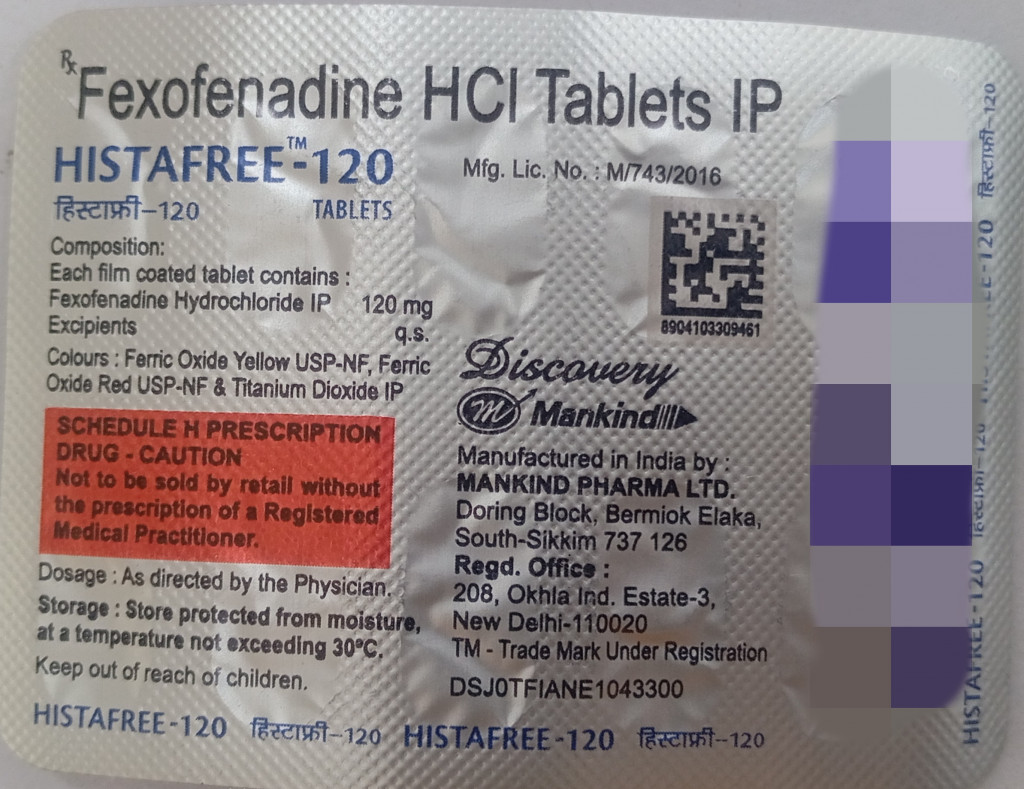 Rx Fexofenadine HCl Tablets IP
HISTAFREE™-120
हिस्टाफ्री–120 TABLETS
Composition:
Each film coated tablet contains :
Fexofenadine Hydrochloride IP 120 mg
Excipients q.s.
Colours : Ferric Oxide Yellow USP-NF, Ferric
Oxide Red USP-NF & Titanium Dioxide IP
SCHEDULE H PRESCRIPTION
DRUG - CAUTION
Not to be sold by retail without
the prescription of a Registered
Medical Practitioner.
Dosage : As directed by the Physician.
Storage : Store protected from moisture,
at a temperature not exceeding 30°C.
Keep out of reach of children.
Mfg. Lic. No. : M/743/2016
8904103309461
Discovery
m Mankind
Manufactured in India by :
MANKIND PHARMA LTD.
Doring Block, Bermiok Elaka,
South-Sikkim 737 126
Regd. Office :
208, Okhla Ind. Estate-3,
New Delhi-110020
TM - Trade Mark Under Registration
DSJ0TFIANE1043300
HISTAFREE-120 हिस्टाफ्री–120 HISTAFREE-120 हिस्टाफ्री–120
HISTAFREE-120 हिस्टाफ्री–120 हिस्टाफ्री–120